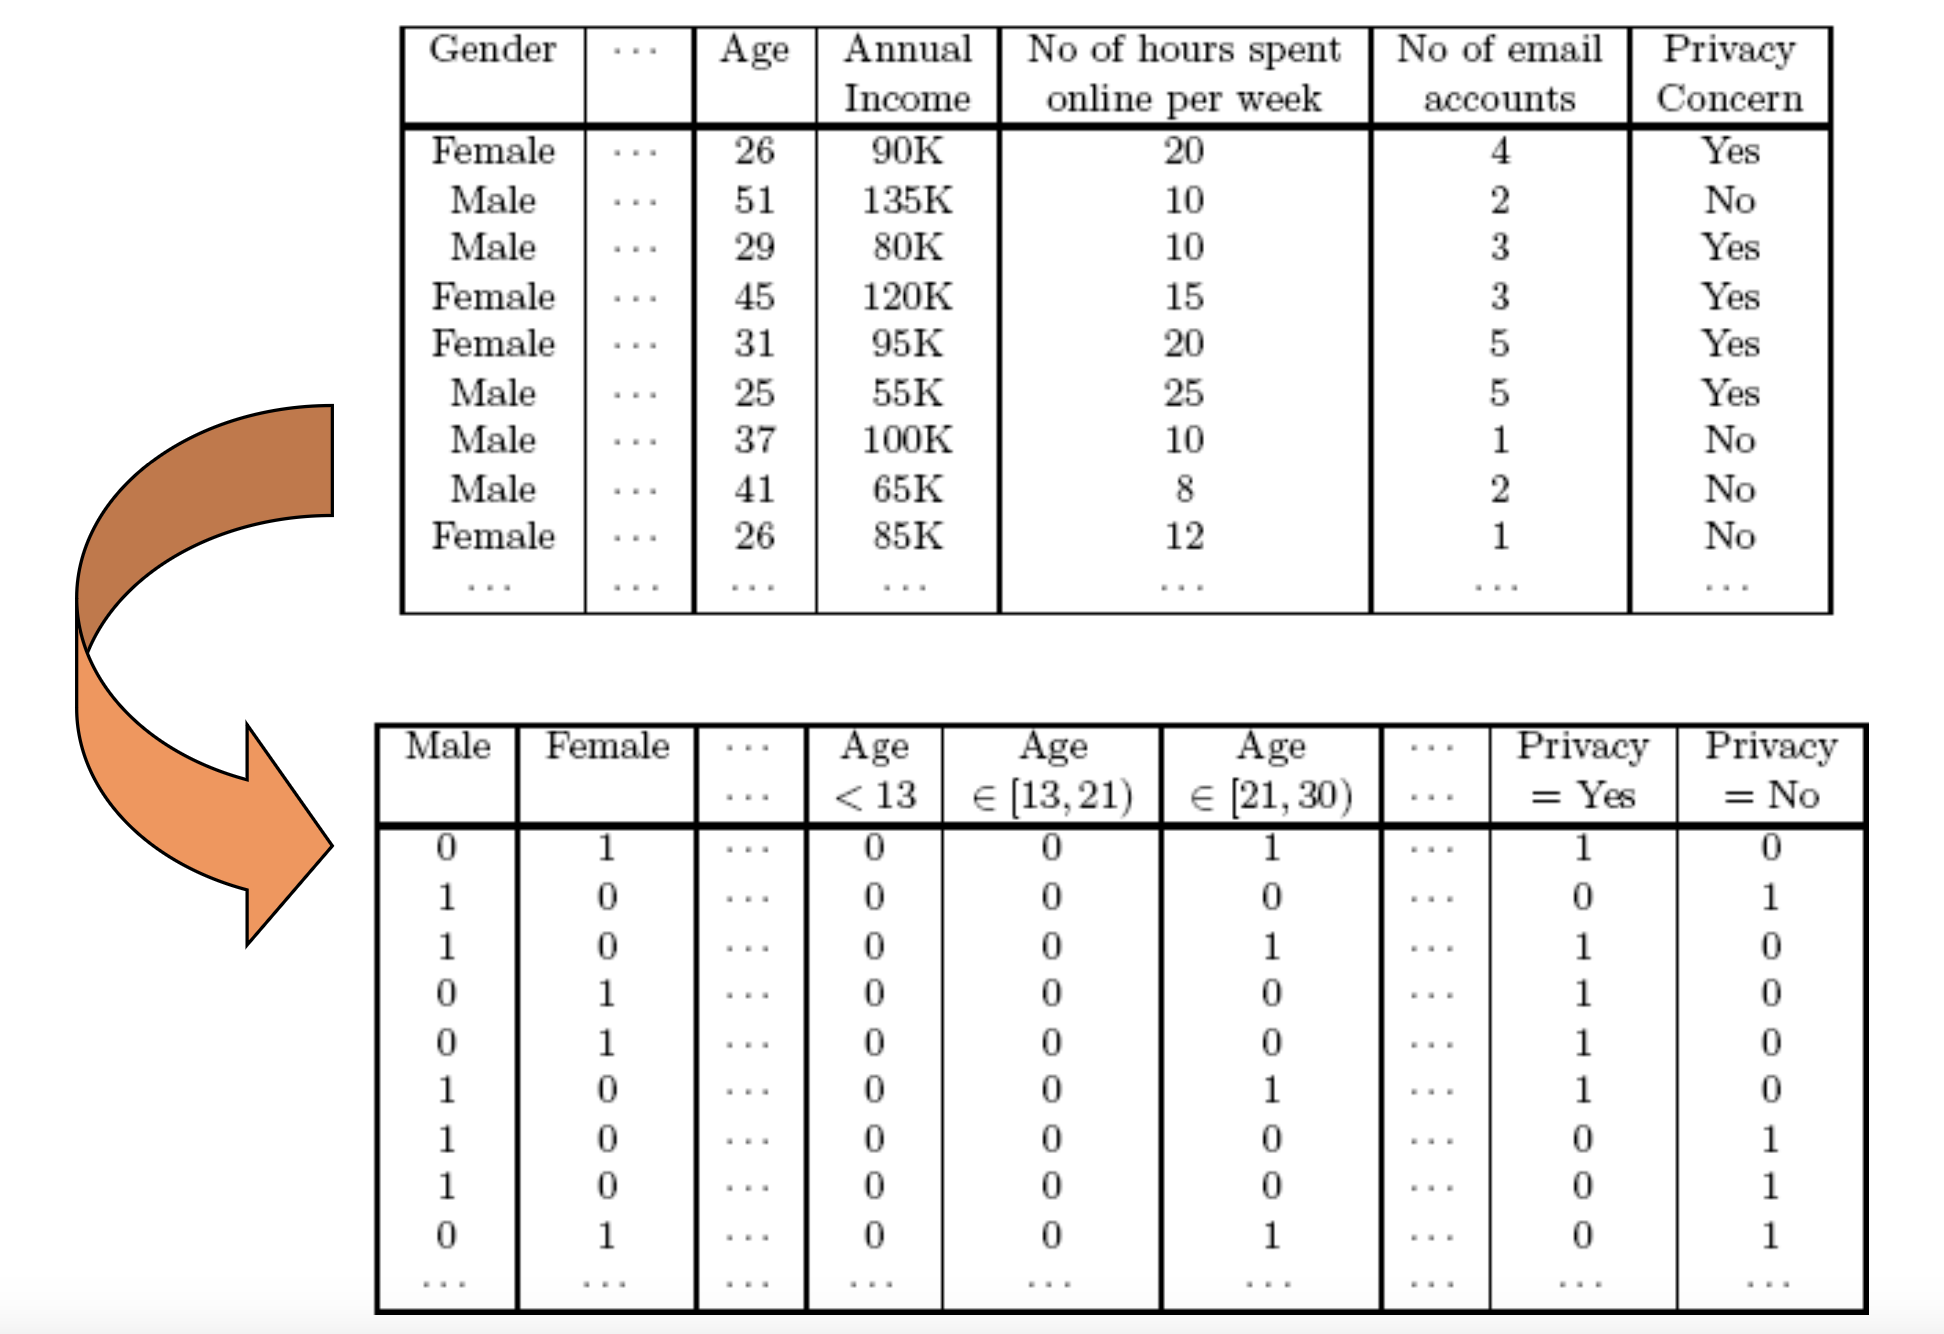 Gender ··· Age Annual No of hours spent No of email Privacy
Income online per week accounts Concern
Female ··· 26 90K 20 4 Yes
Male ··· 51 135K 10 2 No
Male ··· 29 80K 10 3 Yes
Female ··· 45 120K 15 3 Yes
Female ··· 31 95K 20 5 Yes
Male ··· 25 55K 25 5 Yes
Male ··· 37 100K 10 1 No
Male ··· 41 65K 8 2 No
Female ··· 26 85K 12 1 No
··· ··· ··· ··· ··· ··· ···
Male Female ··· Age Age Age ··· Privacy Privacy
··· < 13 ∈ [13, 21) ∈ [21, 30) ··· = Yes = No
0 1 ··· 0 0 1 ··· 1 0
1 0 ··· 0 0 0 ··· 0 1
1 0 ··· 0 0 1 ··· 1 0
0 1 ··· 0 0 0 ··· 1 0
0 1 ··· 0 0 0 ··· 1 0
1 0 ··· 0 0 1 ··· 1 0
1 0 ··· 0 0 0 ··· 0 1
1 0 ··· 0 0 0 ··· 0 1
0 1 ··· 0 0 1 ··· 0 1
··· ··· ··· ··· ··· ··· ··· ··· ···